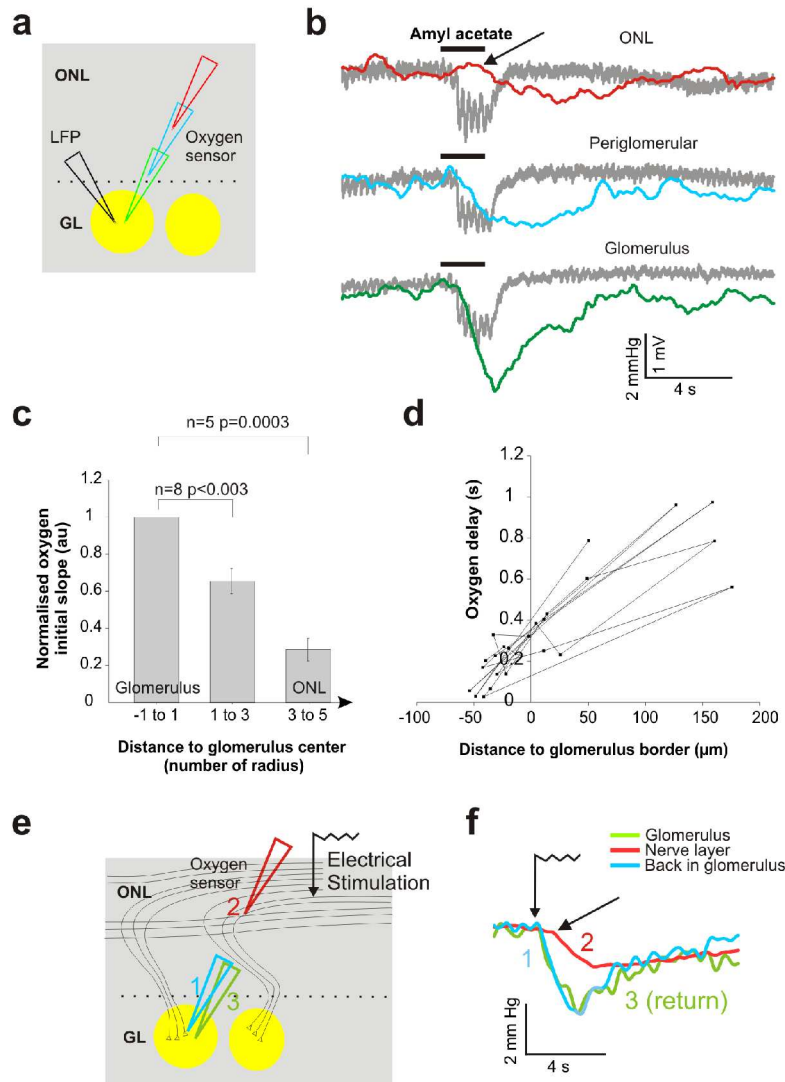 a
ONL
LFP
Oxygen
sensor
GL
b
Amyl acetate
ONL
Periglomerular
Glomerulus
2 mmHg
1 mV
4 s
c
n=5 p=0.0003
n=8 p<0.003
1.2
1
0.8
0.6
0.4
0.2
0
Normalised oxygen
initial slope (au)
Glomerulus
ONL
-1 to 1
1 to 3
3 to 5
Distance to glomerulus center
(number of radius)
d
Oxygen delay (s)
1.2
1
0.8
0.6
0.4
0.2
0
-100
-50
0
50
100
150
200
Distance to glomerulus border (µm)
e
ONL
Oxygen
sensor
Electrical
Stimulation
2
1
3
GL
f
Glomerulus
Nerve layer
Back in glomerulus
2
1
3 (return)
2 mm Hg
4 s